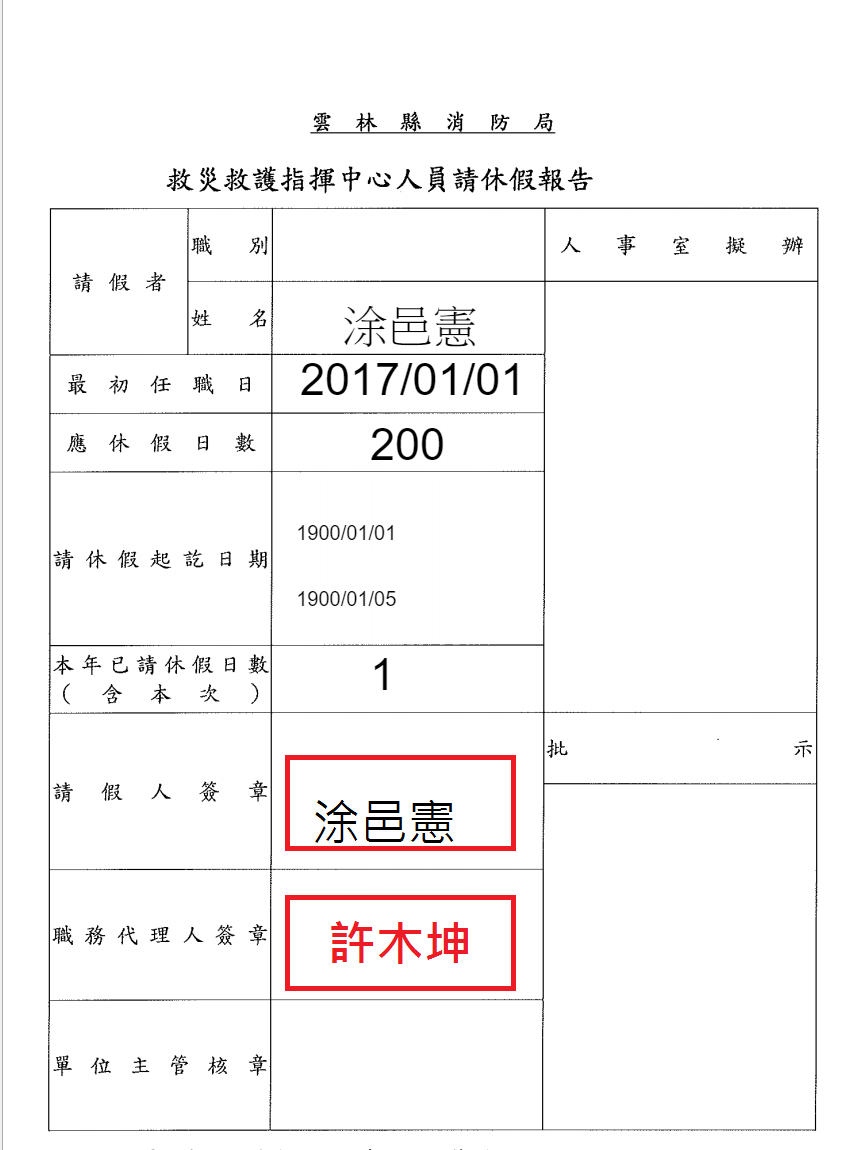 雲林縣消防局
救災救護指揮中心人員請休假報告
請假者
職別
人事室擬辦
姓名
涂邑憲
最初任職日
2017/01/01
應休假日數
200
請休假起訖日期
1900/01/01
1900/01/05
本年已請休假日數
(含本次)
1
批示
請假人簽章
涂邑憲
職務代理人簽章
許木坤
單位主管核章